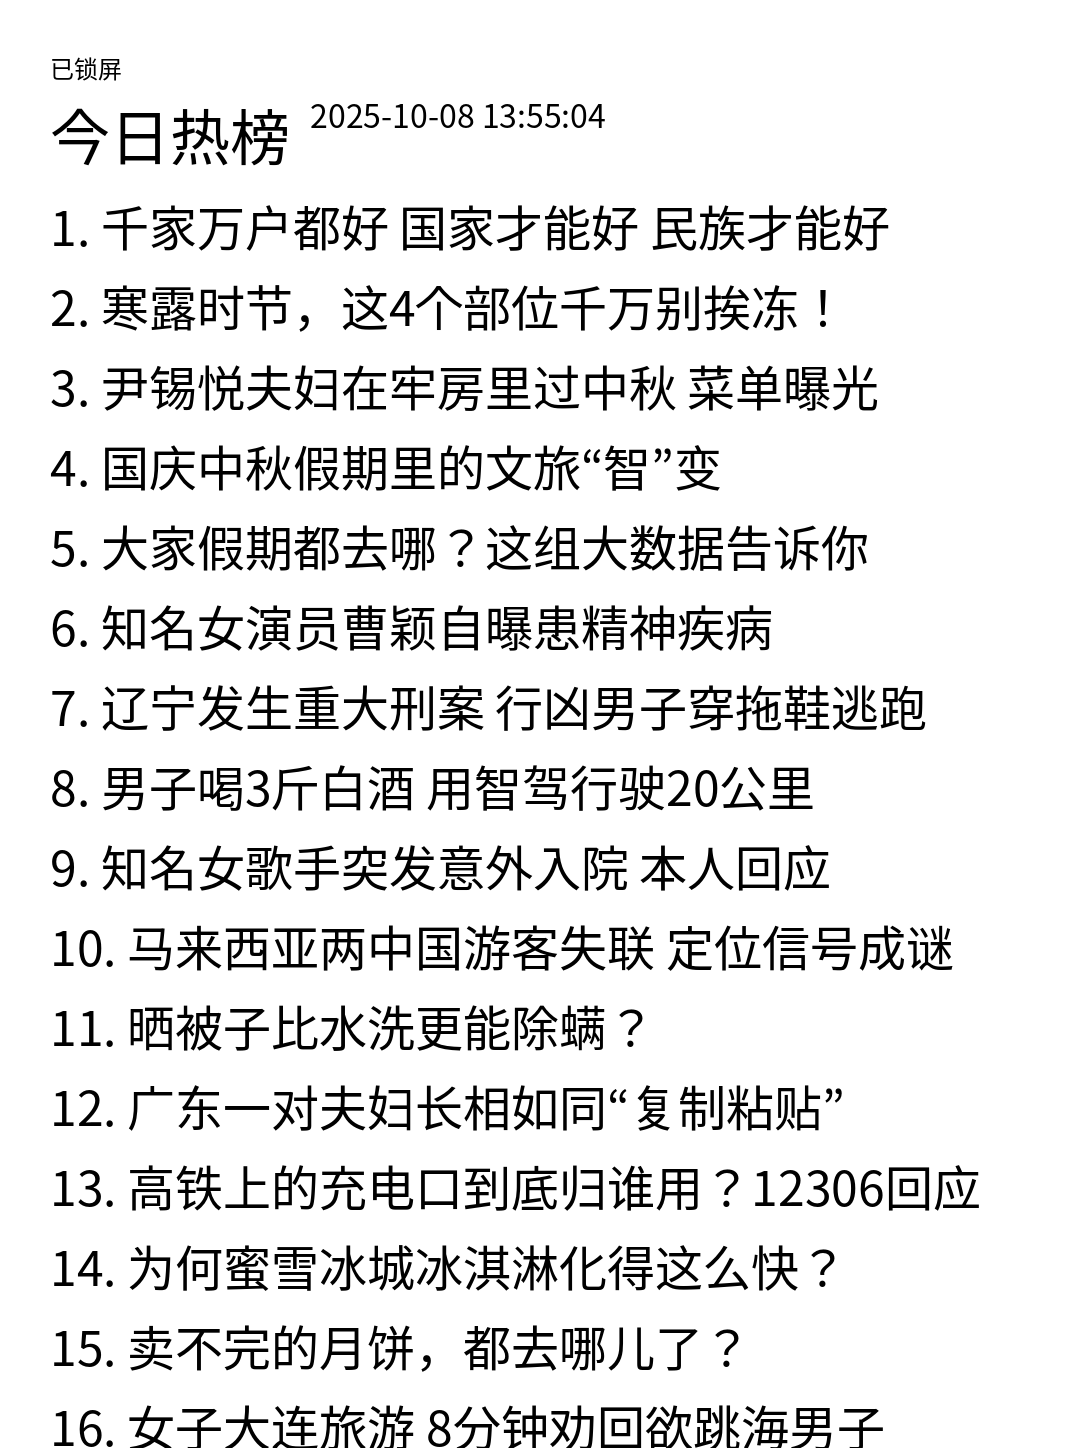 已锁屏
今日热榜 2025-10-08 13:55:04
1. 千家万户都好 国家才能好 民族才能好
2. 寒露时节，这4个部位千万别挨冻！
3. 尹锡悦夫妇在牢房里过中秋 菜单曝光
4. 国庆中秋假期里的文旅“智”变
5. 大家假期都去哪？这组大数据告诉你
6. 知名女演员曹颖自曝患精神疾病
7. 辽宁发生重大刑案 行凶男子穿拖鞋逃跑
8. 男子喝3斤白酒 用智驾行驶20公里
9. 知名女歌手突发意外入院 本人回应
10. 马来西亚两中国游客失联 定位信号成谜
11. 晒被子比水洗更能除螨？
12. 广东一对夫妇长相如同“复制粘贴”
13. 高铁上的充电口到底归谁用？12306回应
14. 为何蜜雪冰城冰淇淋化得这么快？
15. 卖不完的月饼，都去哪儿了？
16. 女子大连旅游 8分钟劝回欲跳海男子